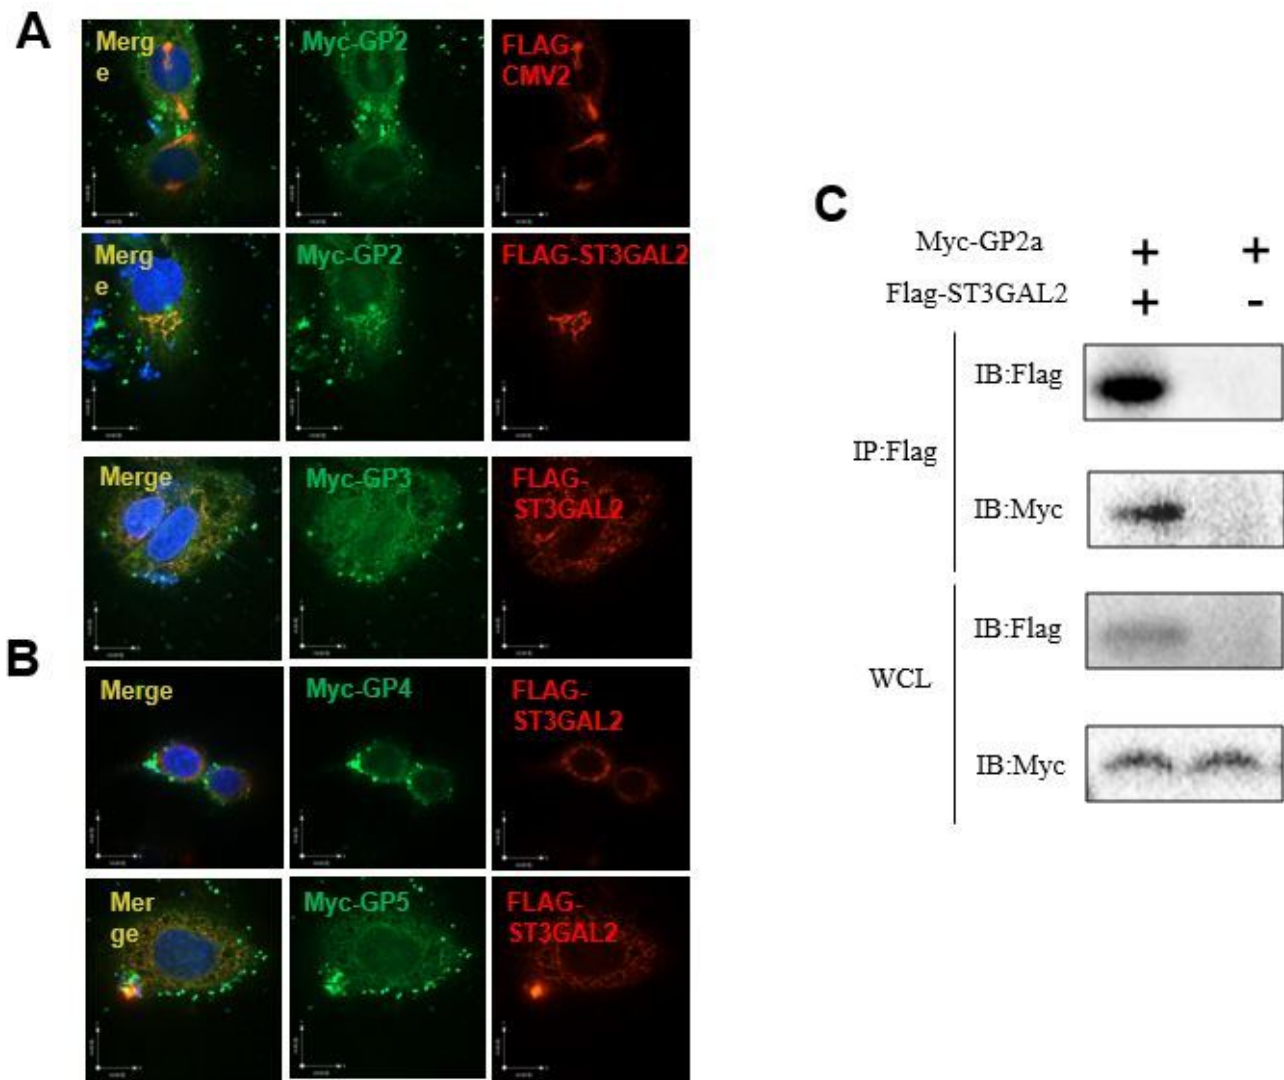 A
Merg
e
Myc-GP2
FLAG-
CMV2
Merg
e
Myc-GP2
FLAG-ST3GAL2
Merge
Myc-GP3
FLAG-
ST3GAL2
B
Merge
Myc-GP4
FLAG-
ST3GAL2
Mer
ge
Myc-GP5
FLAG-
ST3GAL2
C
Myc-GP2a + +
Flag-ST3GAL2 + -
IP:Flag
IB:Flag
IB:Myc
WCL
IB:Flag
IB:Myc